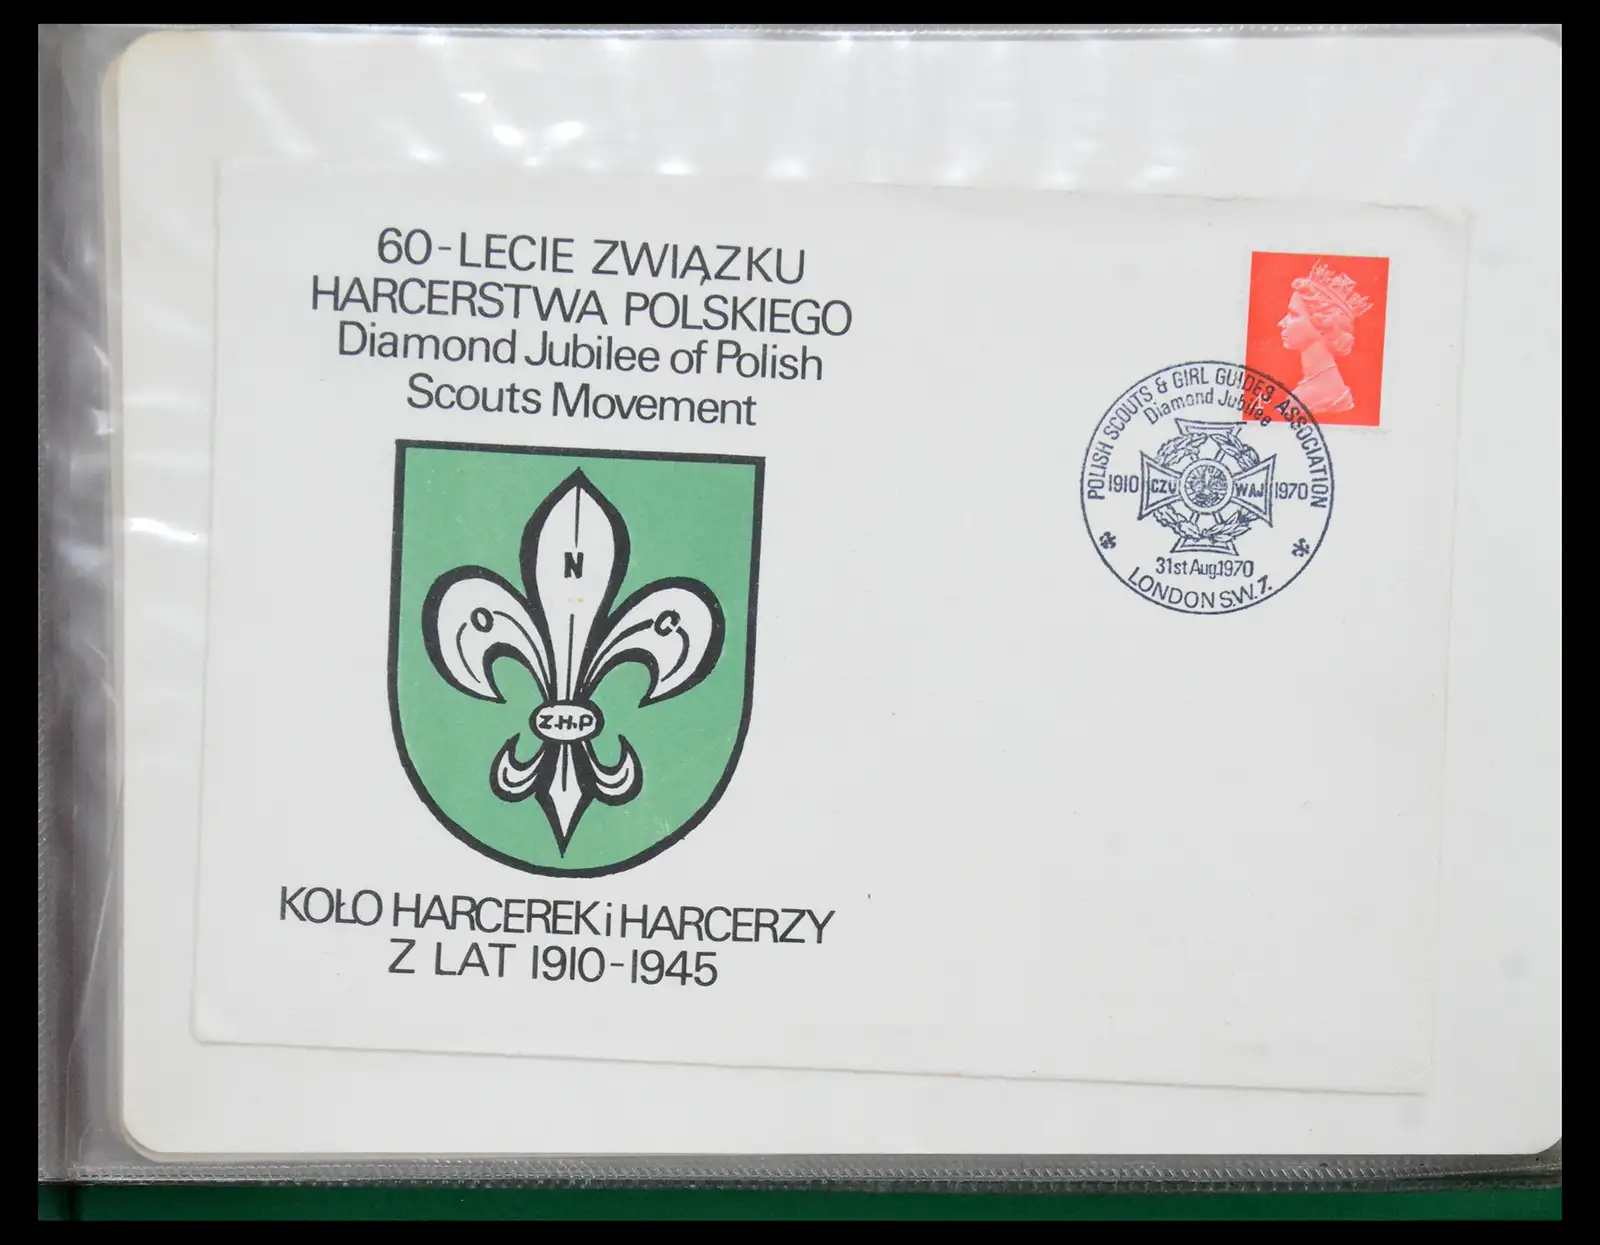 60-LECIE ZWIĄZKU
HARCERSTWA POLSKIEGO
Diamond Jubilee of Polish
Scouts Movement
N
O C
Z.H.P
KOŁO HARCEREK i HARCERZY
Z LAT 1910-1945
POLISH SCOUTS & GIRL GUIDES ASSOCIATION
Diamond Jubilee
1910 CZU WAJ 1970
31st Aug.1970
LONDON S.W.7.